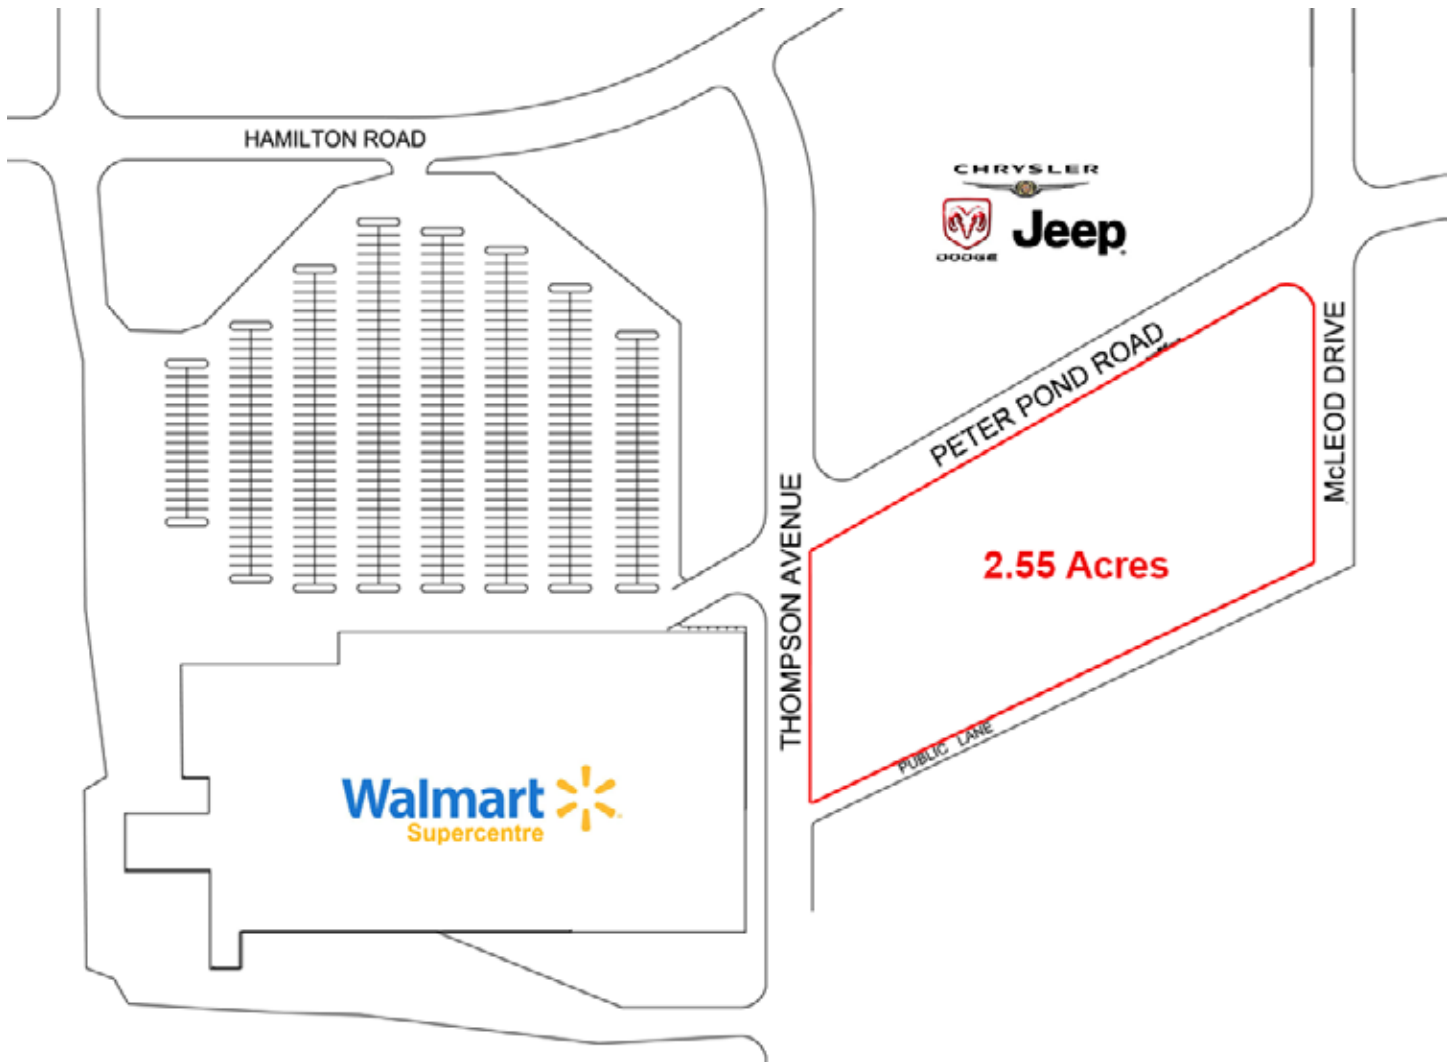 HAMILTON ROAD
CHRYSLER
DODGE
Jeep
PETER POND ROAD
McLEOD DRIVE
THOMPSON AVENUE
2.55 Acres
PUBLIC LANE
Walmart
Supercentre